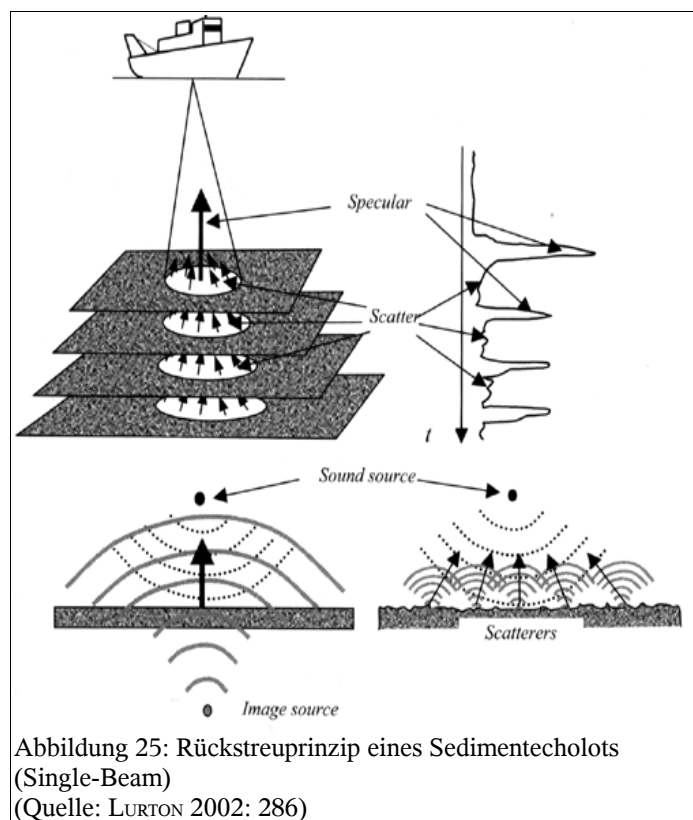 Specular
Scatter
t
Sound source
Scatterers
Image source
Abbildung 25: Rückstreuprinzip eines Sedimentecholots
(Single-Beam)
(Quelle: LURTON 2002: 286)